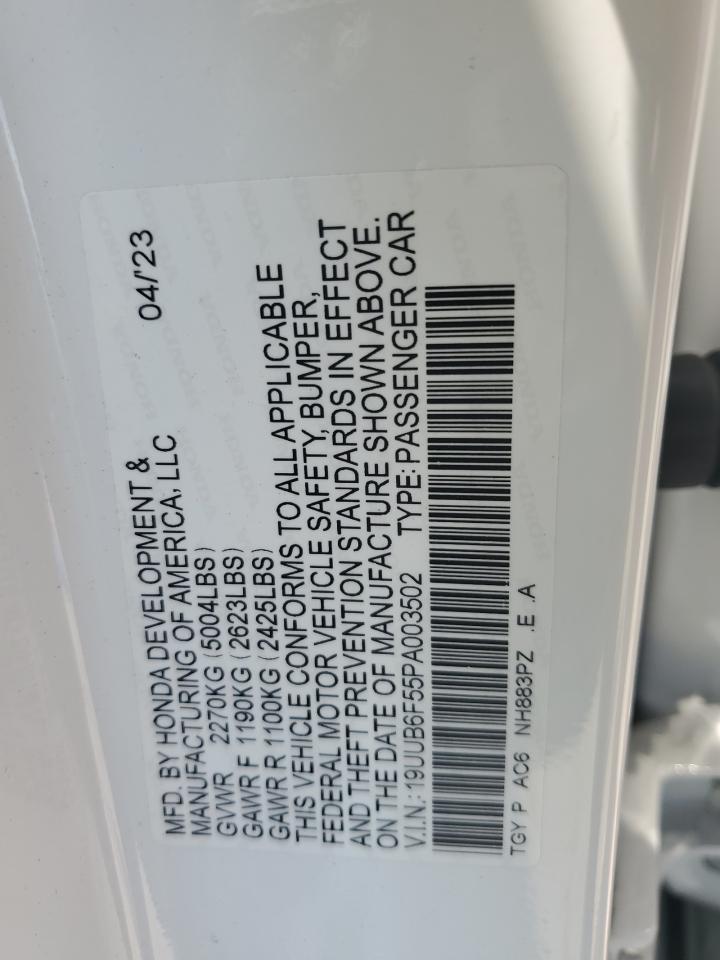 MFD. BY HONDA DEVELOPMENT & 04/'23
MANUFACTURING OF AMERICA, LLC
GVWR 2270KG (5004LBS)
GAWR F 1190KG (2623LBS)
GAWR R 1100KG (2425LBS)
THIS VEHICLE CONFORMS TO ALL APPLICABLE
FEDERAL MOTOR VEHICLE SAFETY, BUMPER,
AND THEFT PREVENTION STANDARDS IN EFFECT
ON THE DATE OF MANUFACTURE SHOWN ABOVE.
V.I.N.: 19UUB6F55PA003502 TYPE: PASSENGER CAR
TGY P AC6 NH883PZ .E .A